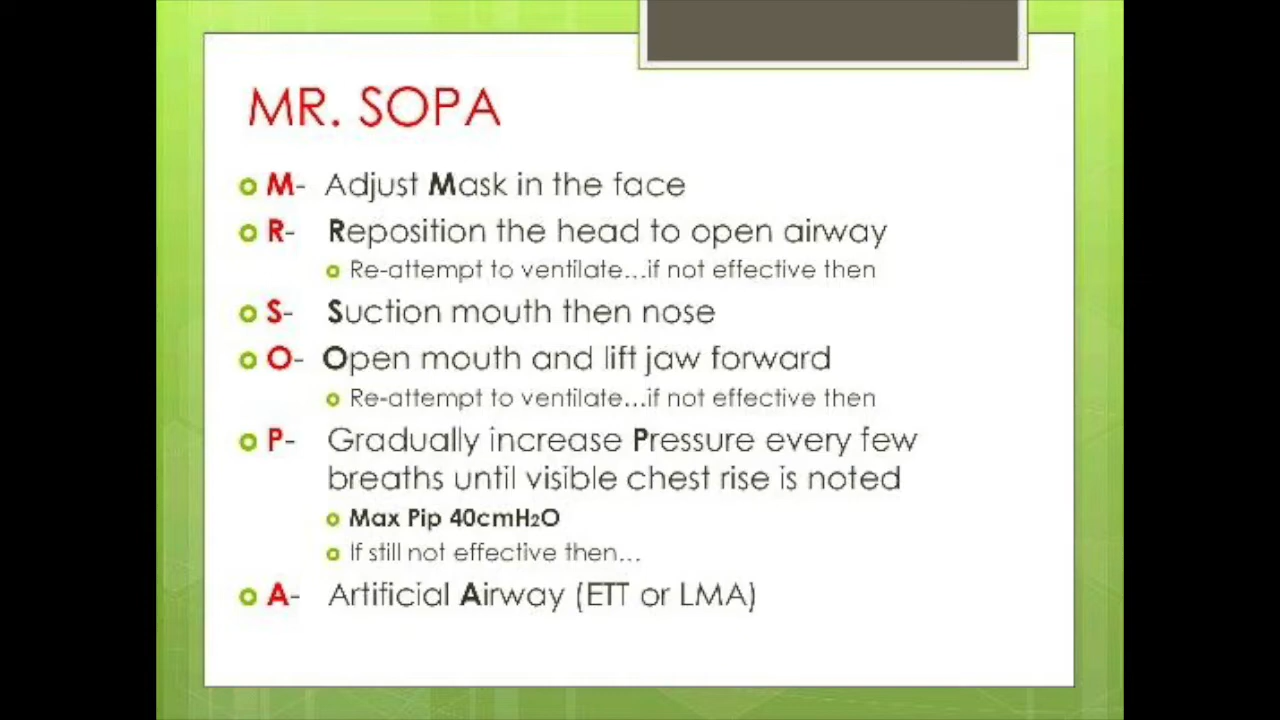 MR. SOPA
M- Adjust Mask in the face
R- Reposition the head to open airway
Re-attempt to ventilate...if not effective then
S- Suction mouth then nose
O- Open mouth and lift jaw forward
Re-attempt to ventilate...if not effective then
P- Gradually increase Pressure every few
breaths until visible chest rise is noted
Max Pip 40cmH₂O
If still not effective then...
A- Artificial Airway (ETT or LMA)